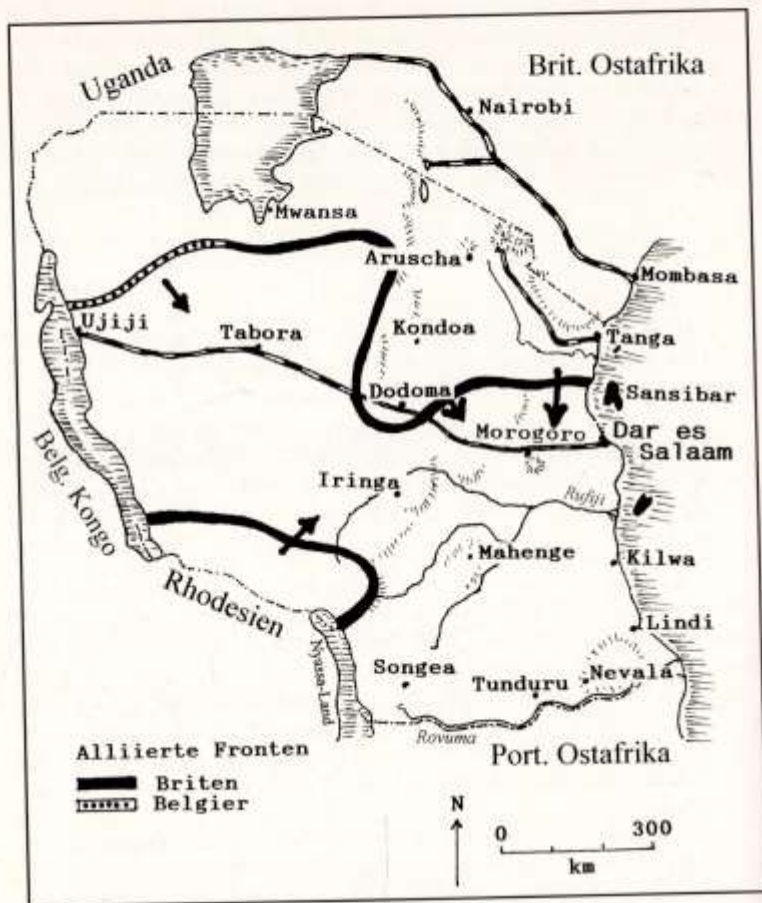 Uganda
Brit. Ostafrika
Nairobi
Mwansa
Aruscha
Mombasa
Ujiji
Tabora
Kondoa
Tanga
Dodoma
Sansibar
Morogoro
Dar es
Salaam
Belg. Kongo
Iringa
Rufiji
Mahenge
Kilwa
Rhodesien
Lindi
Nyassa-Land
Songea
Tunduru
Nevala
Rovuma
Port. Ostafrika
Alliierte Fronten
Briten
Belgier
N
0 300
km